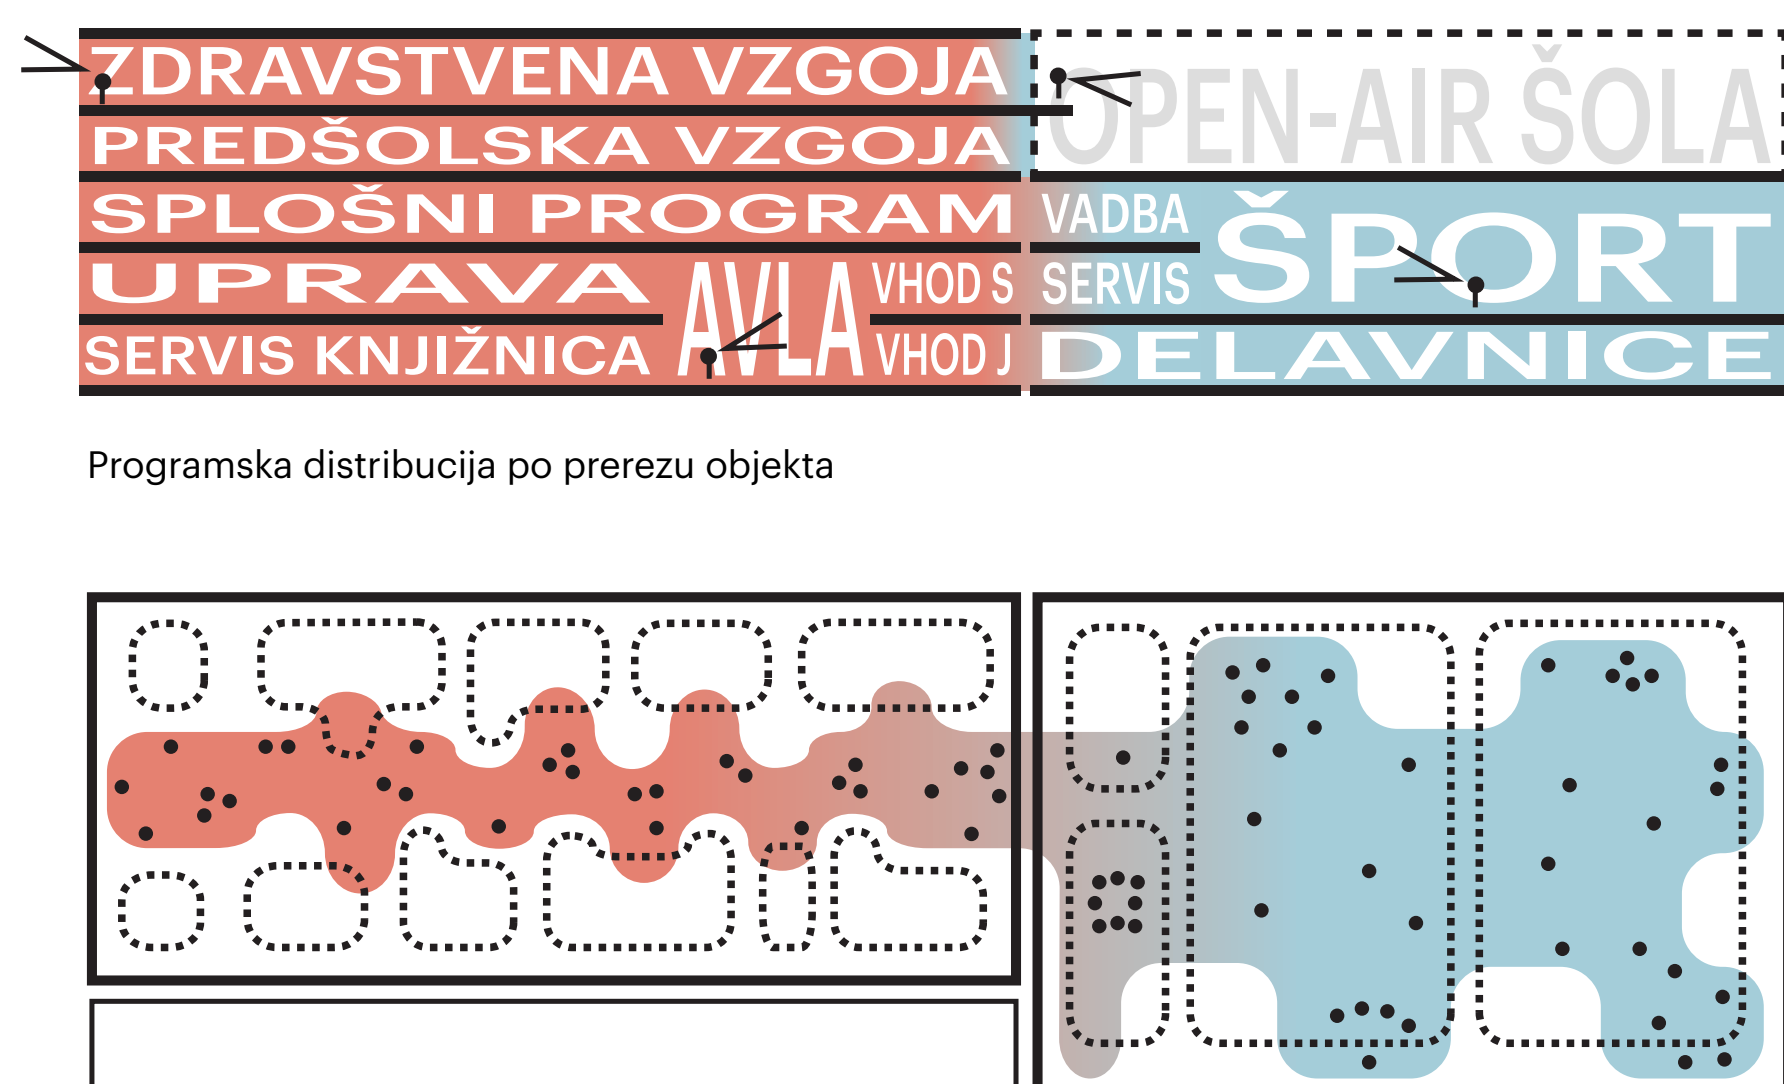 ZDRAVSTVENA VZGOJA
OPEN-AIR ŠOLA
PREDŠOLSKA VZGOJA
SPLOŠNI PROGRAM
VADBA
ŠPORT
UPRAVA
AVLA
VHOD S
SERVIS
SERVIS KNJIŽNICA
VHOD J
DELAVNICE
Programska distribucija po prerezu objekta